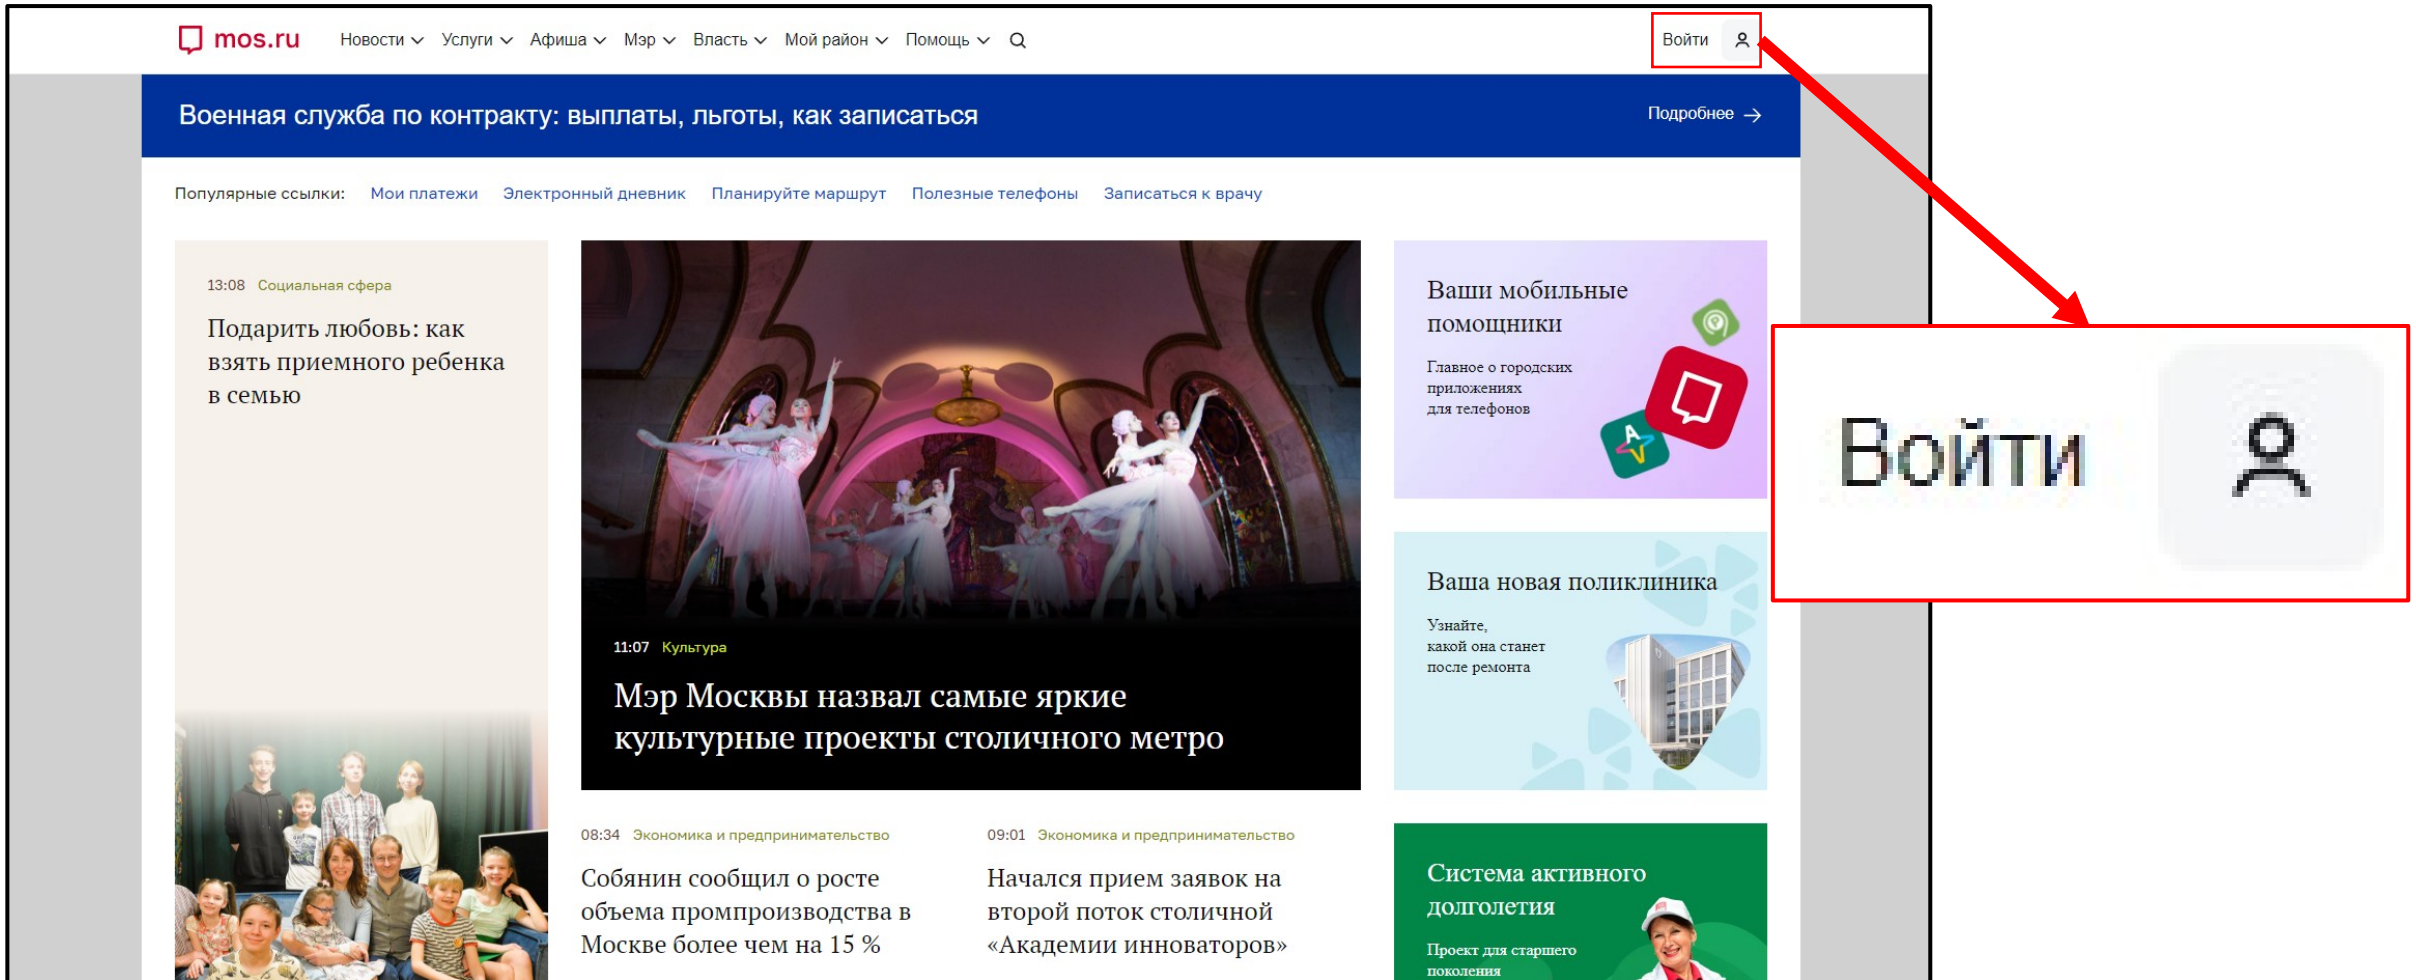 mos.ru
Новости Услуги Афиша Мэр Власть Мой район Помощь
Войти
Военная служба по контракту: выплаты, льготы, как записаться
Подробнее →
Популярные ссылки: Мои платежи Электронный дневник Планируйте маршрут Полезные телефоны Записаться к врачу
13:08 Социальная сфера
Подарить любовь: как
взять приемного ребенка
в семью
11:07 Культура
Мэр Москвы назвал самые яркие
культурные проекты столичного метро
08:34 Экономика и предпринимательство
Собянин сообщил о росте
объема промпроизводства в
Москве более чем на 15 %
09:01 Экономика и предпринимательство
Начался прием заявок на
второй поток столичной
«Академии инноваторов»
Ваши мобильные
помощники
Главное о городских
приложениях
для телефонов
Ваша новая поликлиника
Узнайте,
какой она станет
после ремонта
Система активного
долголетия
Проект для старшего
поколения
Войти